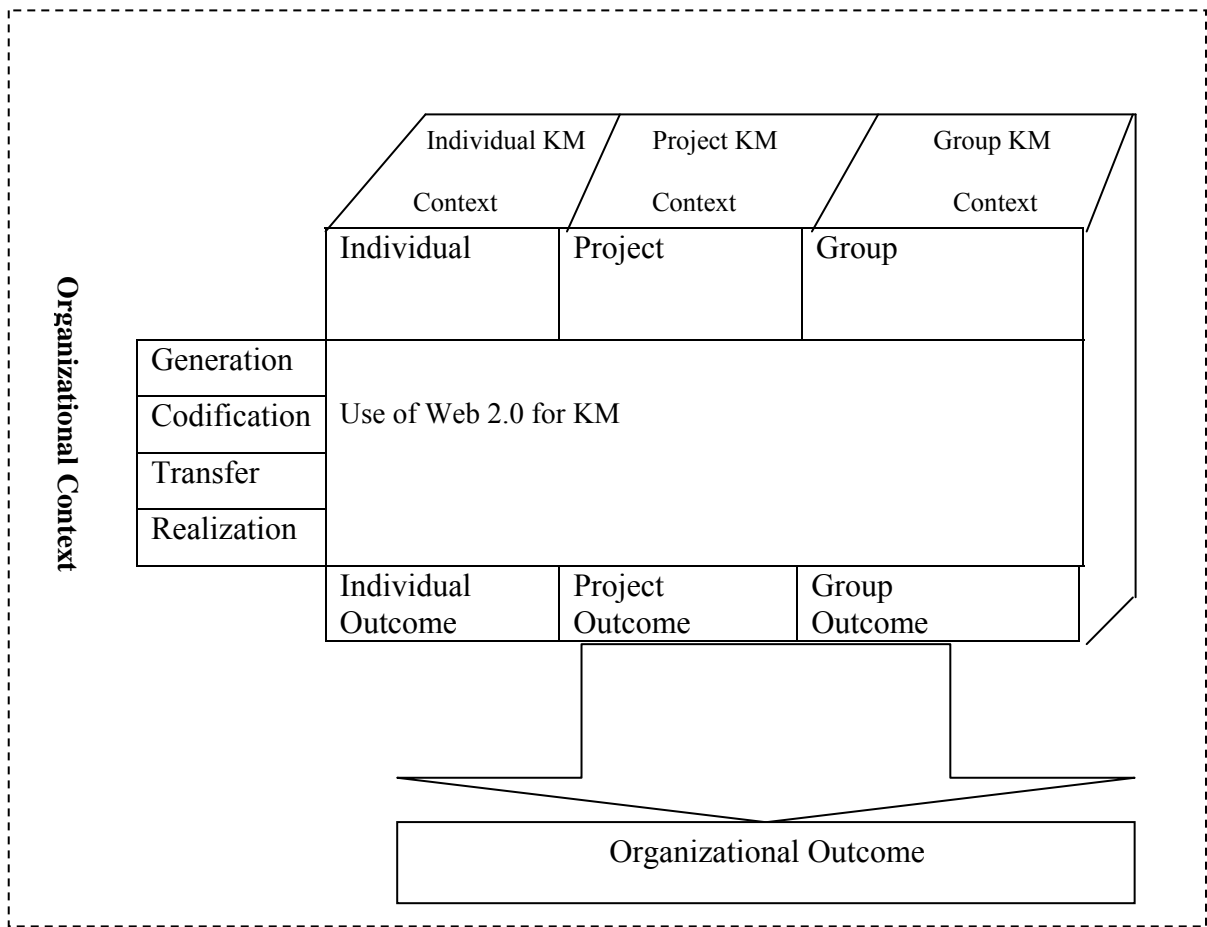 Individual KM Project KM Group KM
Context Context Context
Individual Project Group
Organizational Context
Generation
Codification
Use of Web 2.0 for KM
Transfer
Realization
Individual Project Group
Outcome Outcome Outcome
Organizational Outcome